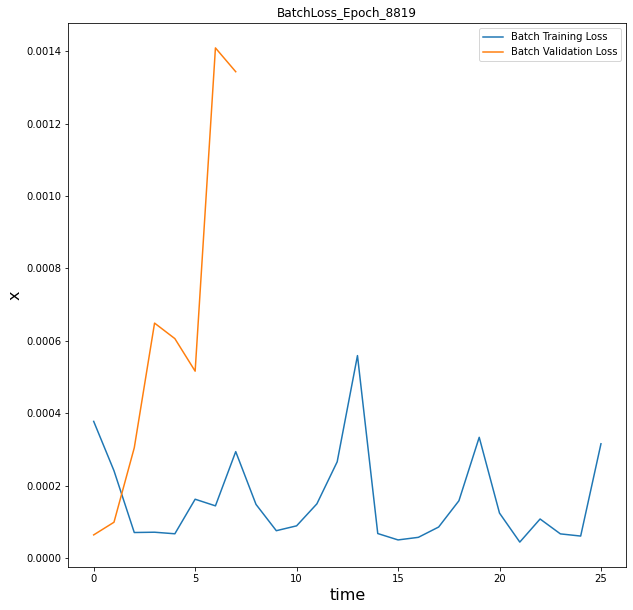 BatchLoss_Epoch_8819
Batch Training Loss
Batch Validation Loss
0.0014
0.0012
0.0010
0.0008
0.0006
0.0004
0.0002
0.0000
x
0 5 10 15 20 25
time